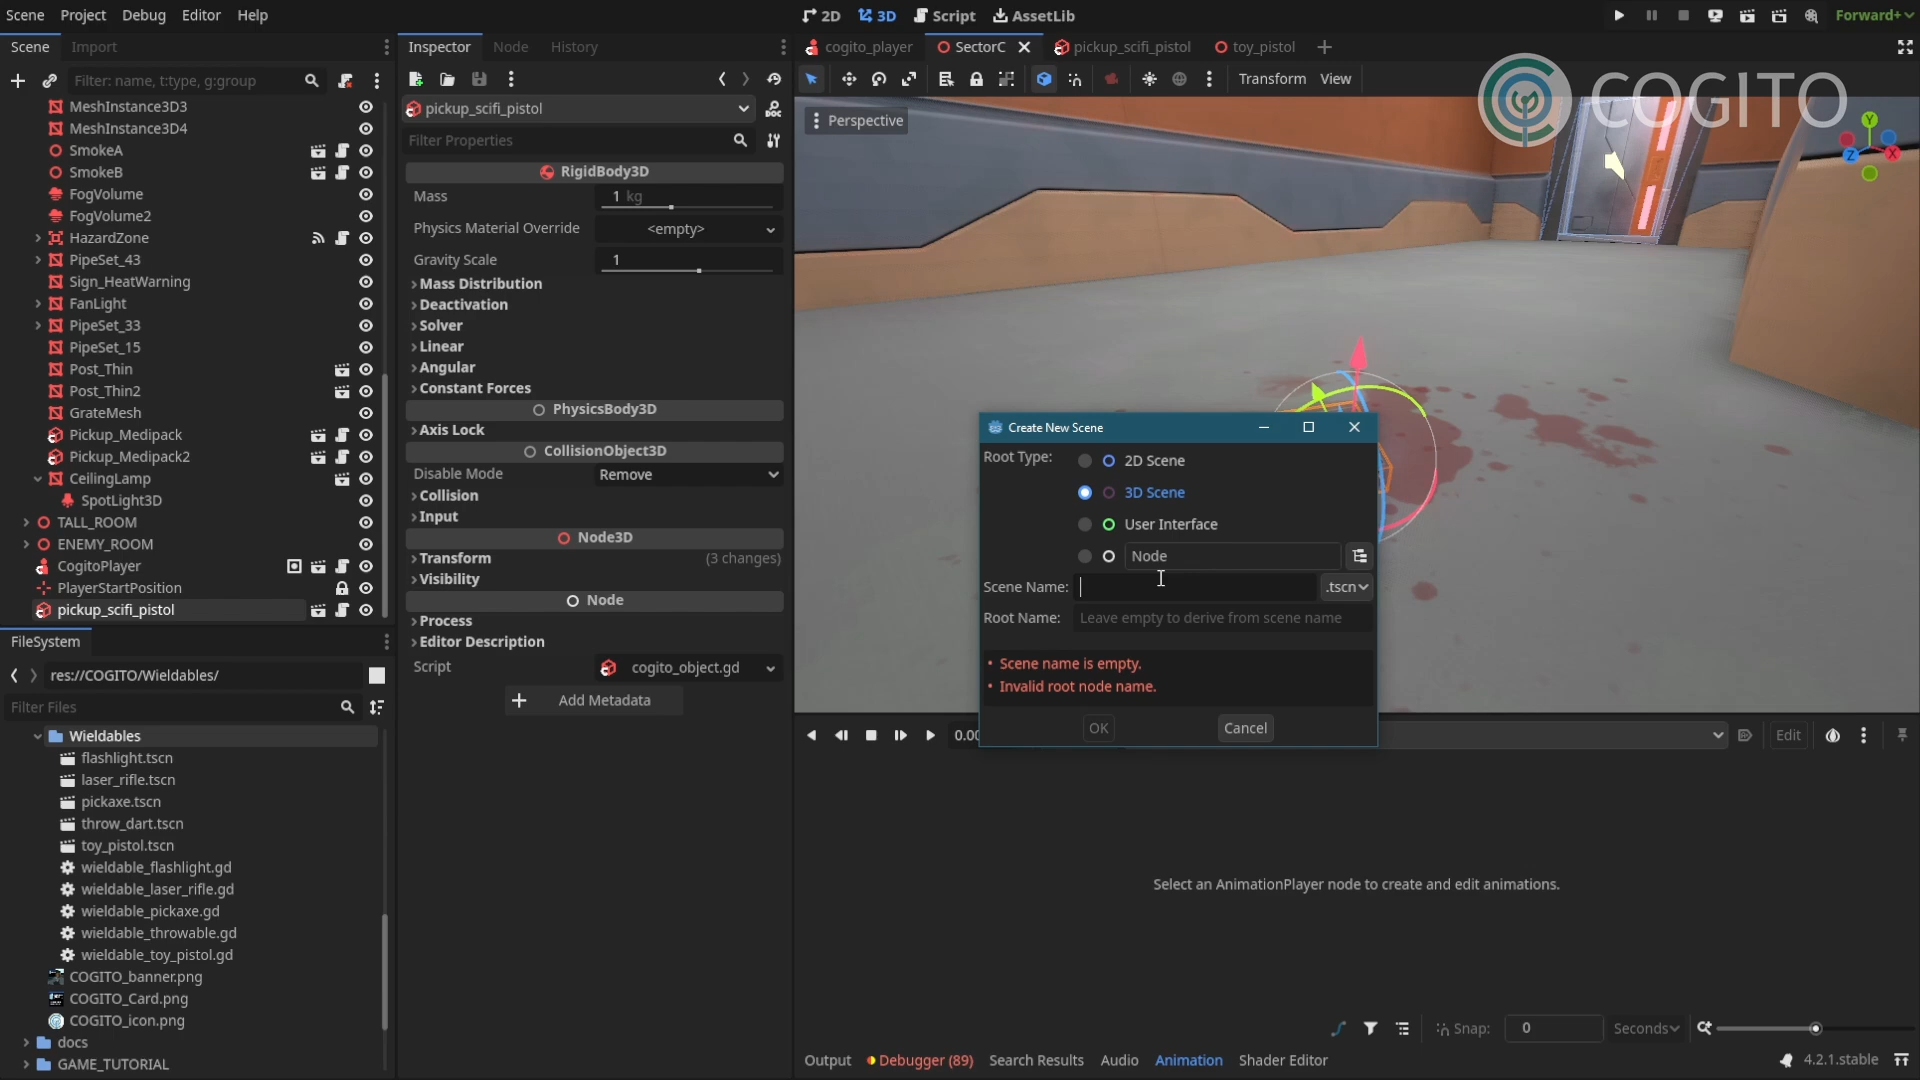 Scene Project Debug Editor Help
2D 3D Script AssetLib
Forward+
Scene Import
Inspector Node History
cogito_player SectorC pickup_scifi_pistol toy_pistol
Filter: name, t:type, g:group
Transform View
COGITO
Perspective
MeshInstance3D3
MeshInstance3D4
SmokeA
SmokeB
FogVolume
FogVolume2
HazardZone
PipeSet_43
Sign_HeatWarning
FanLight
PipeSet_33
PipeSet_15
Post_Thin
Post_Thin2
GrateMesh
Pickup_Medipack
Pickup_Medipack2
CeilingLamp
SpotLight3D
TALL_ROOM
ENEMY_ROOM
CogitoPlayer
PlayerStartPosition
pickup_scifi_pistol
pickup_scifi_pistol
Filter Properties
RigidBody3D
Mass 1 kg
Physics Material Override <empty>
Gravity Scale 1
Mass Distribution
Deactivation
Solver
Linear
Angular
Constant Forces
PhysicsBody3D
Axis Lock
CollisionObject3D
Disable Mode Remove
Collision
Input
Node3D
Transform (3 changes)
Visibility
Node
Process
Editor Description
Script cogito_object.gd
Add Metadata
Y
Z
X
Create New Scene
Root Type: 2D Scene
3D Scene
User Interface
Node
Scene Name: .tscn
Root Name: Leave empty to derive from scene name
• Scene name is empty.
• Invalid root node name.
OK Cancel
FileSystem
res://COGITO/Wieldables/
Filter Files
Wieldables
flashlight.tscn
laser_rifle.tscn
pickaxe.tscn
throw_dart.tscn
toy_pistol.tscn
wieldable_flashlight.gd
wieldable_laser_rifle.gd
wieldable_pickaxe.gd
wieldable_throwable.gd
wieldable_toy_pistol.gd
COGITO_banner.png
COGITO_Card.png
COGITO_icon.png
docs
GAME_TUTORIAL
Edit
Select an AnimationPlayer node to create and edit animations.
Snap: 0 Seconds
Output Debugger (89) Search Results Audio Animation Shader Editor
4.2.1.stable